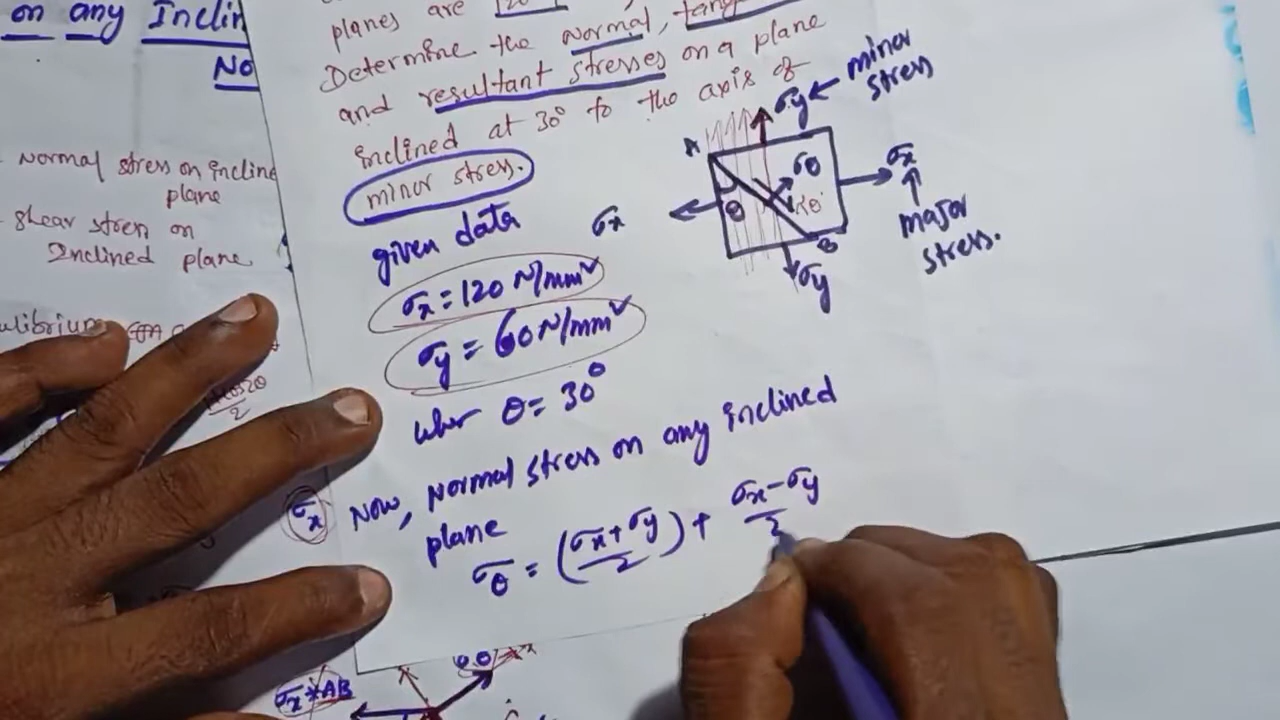 on any Inclin
No
Normal stress on incline
plane
shear stress on
Inclined plane
planes are 120
Determine the normal, tang
and resultant stresses on a plane
inclined at 30° to the axis of
minor stress.
given data
σx = 120 N/mm²
σy = 60 N/mm²
when θ = 30°
σx
Now, Normal stress on any inclined
plane
σθ = (σx+σy/2) + σx-σy/2
A
σy ← minor
stress
σx
σθ
σx
major
stress.
θ
B
σy
σx * AB